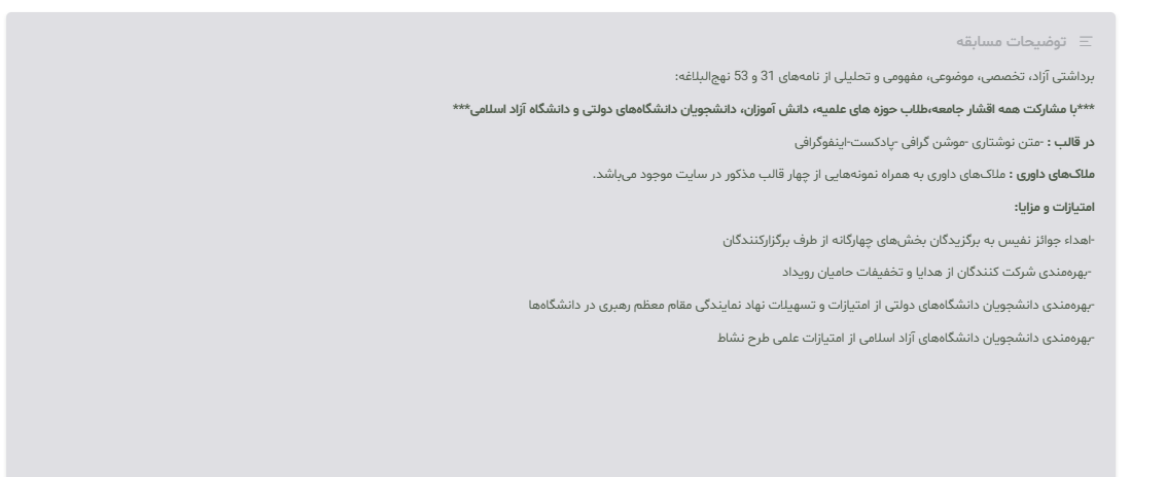 توضیحات مسابقه
برداشتی آزاد، تخصصی، موضوعی، مفهومی و تحلیلی از نامه‌های 31 و 53 نهج‌البلاغه:
***با مشارکت همه اقشار جامعه،طلاب حوزه های علمیه، دانش آموزان، دانشجویان دانشگاه‌های دولتی و دانشگاه آزاد اسلامی***
در قالب : -متن نوشتاری -موشن گرافی -پادکست-اینفوگرافی
ملاک‌های داوری : ملاک‌های داوری به همراه نمونه‌هایی از چهار قالب مذکور در سایت موجود می‌باشد.
امتیازات و مزایا:
-اهداء جوائز نفیس به برگزیدگان بخش‌های چهارگانه از طرف برگزارکنندگان
-بهره‌مندی شرکت کنندگان از هدایا و تخفیفات حامیان رویداد
-بهره‌مندی دانشجویان دانشگاه‌های دولتی از امتیازات و تسهیلات نهاد نمایندگی مقام معظم رهبری در دانشگاه‌ها
-بهره‌مندی دانشجویان دانشگاه‌های آزاد اسلامی از امتیازات علمی طرح نشاط